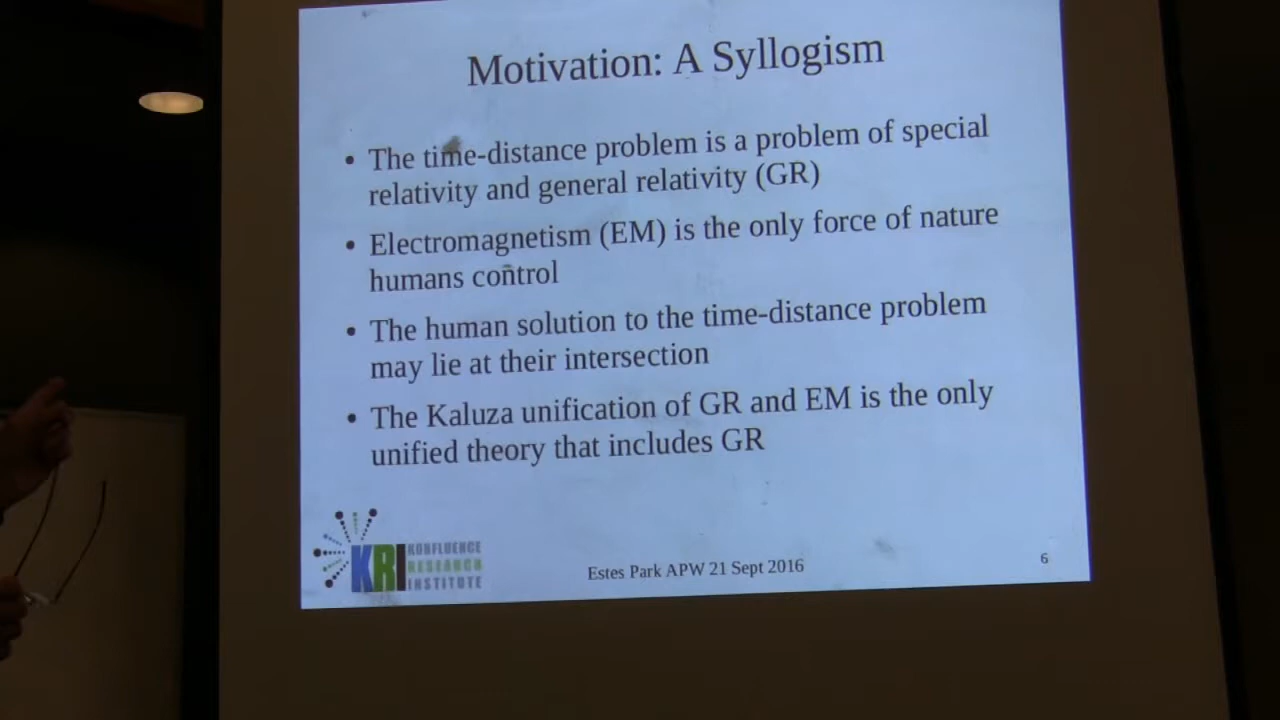 Motivation: A Syllogism
• The time-distance problem is a problem of special
relativity and general relativity (GR)
• Electromagnetism (EM) is the only force of nature
humans control
• The human solution to the time-distance problem
may lie at their intersection
• The Kaluza unification of GR and EM is the only
unified theory that includes GR
KRI
KONFLUENCE
RESEARCH
INSTITUTE
Estes Park APW 21 Sept 2016
6